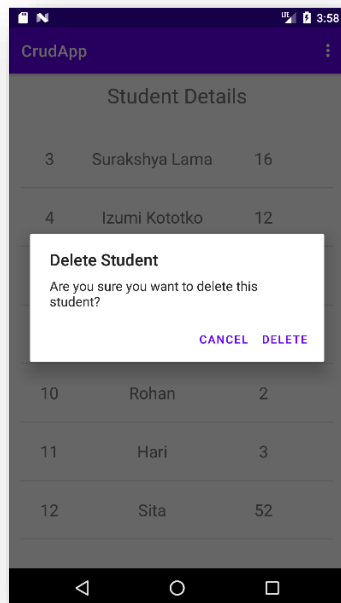 LTE 3:58
CrudApp
Student Details
3 Surakshya Lama 16
4 Izumi Kototko 12
Delete Student
Are you sure you want to delete this
student?
CANCEL DELETE
10 Rohan 2
11 Hari 3
12 Sita 52